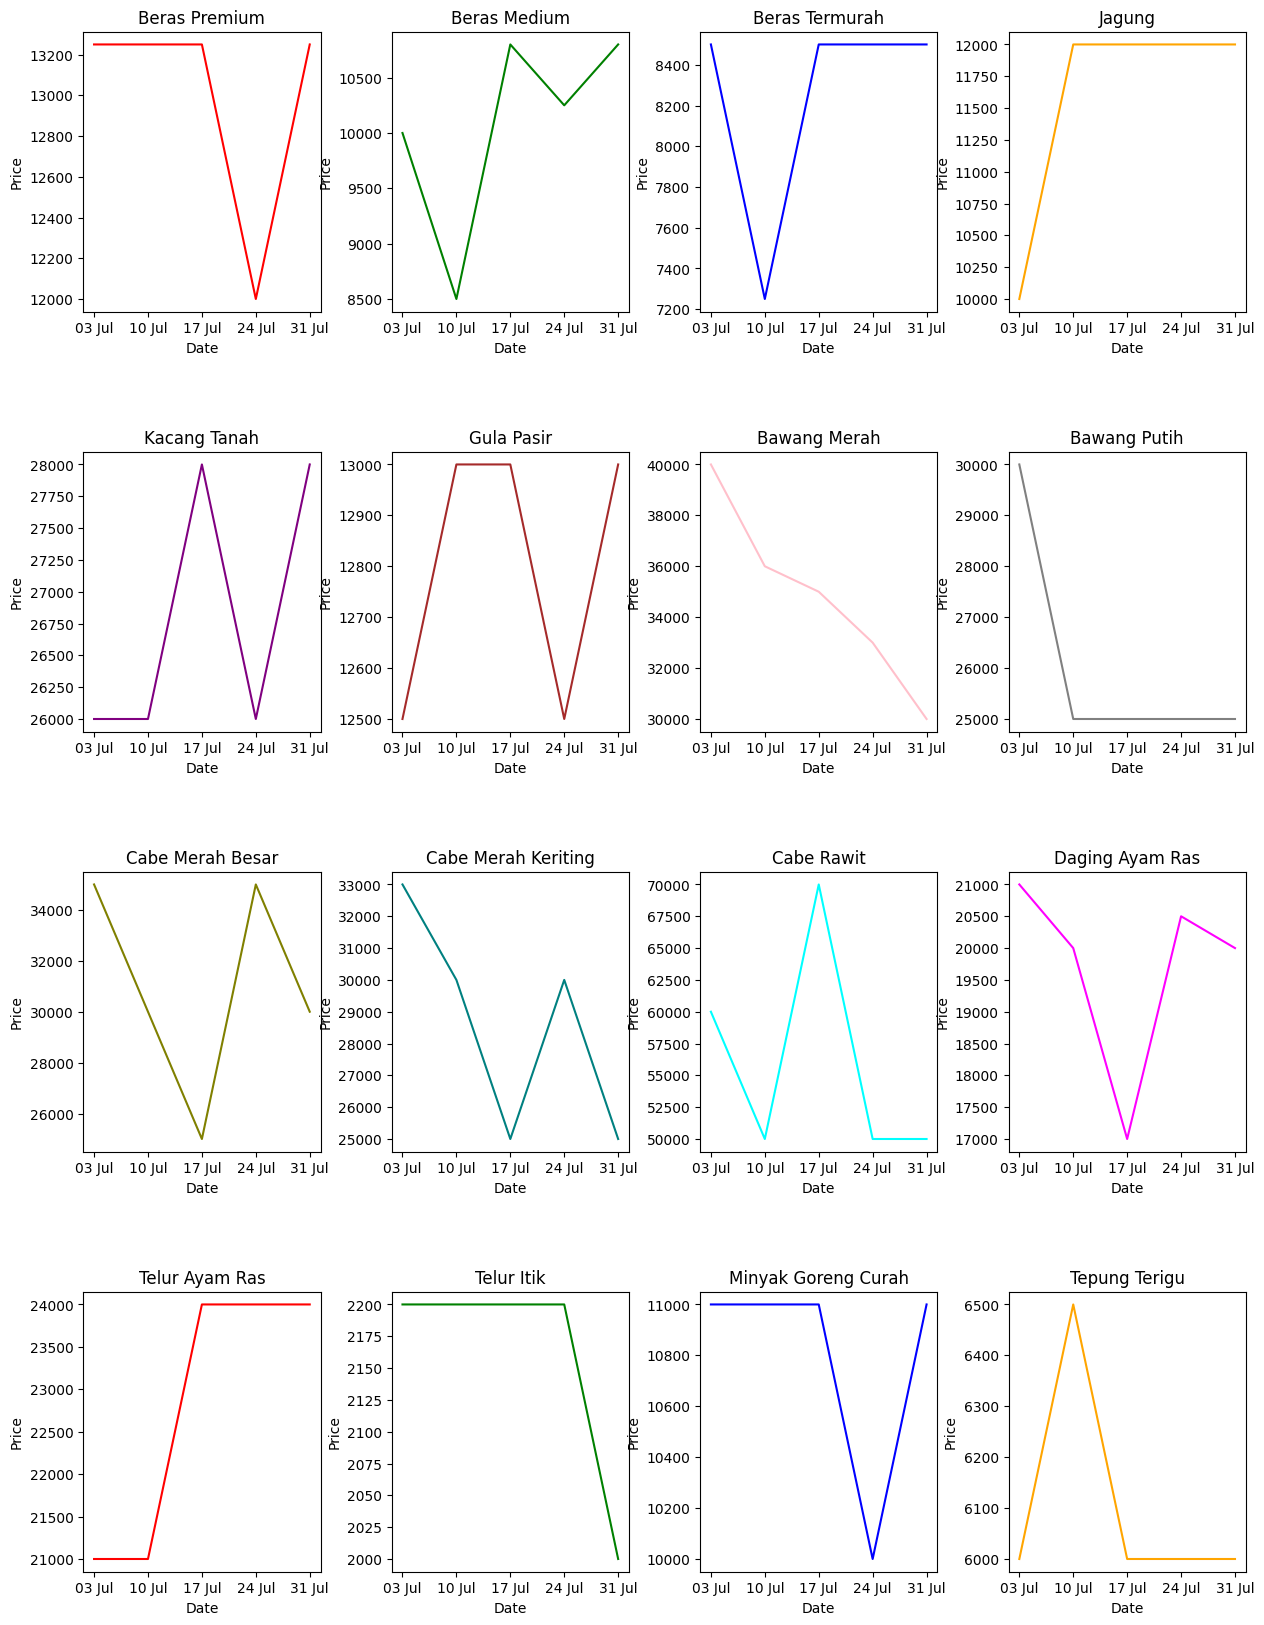 Beras Premium
Price
13200
13000
12800
12600
12400
12200
12000
03 Jul 10 Jul 17 Jul 24 Jul 31 Jul
Date
Beras Medium
Price
10500
10000
9500
9000
8500
03 Jul 10 Jul 17 Jul 24 Jul 31 Jul
Date
Beras Termurah
Price
8400
8200
8000
7800
7600
7400
7200
03 Jul 10 Jul 17 Jul 24 Jul 31 Jul
Date
Jagung
Price
12000
11750
11500
11250
11000
10750
10500
10250
10000
03 Jul 10 Jul 17 Jul 24 Jul 31 Jul
Date
Kacang Tanah
Price
28000
27750
27500
27250
27000
26750
26500
26250
26000
03 Jul 10 Jul 17 Jul 24 Jul 31 Jul
Date
Gula Pasir
Price
13000
12900
12800
12700
12600
12500
03 Jul 10 Jul 17 Jul 24 Jul 31 Jul
Date
Bawang Merah
Price
40000
38000
36000
34000
32000
30000
03 Jul 10 Jul 17 Jul 24 Jul 31 Jul
Date
Bawang Putih
Price
30000
29000
28000
27000
26000
25000
03 Jul 10 Jul 17 Jul 24 Jul 31 Jul
Date
Cabe Merah Besar
Price
34000
32000
30000
28000
26000
03 Jul 10 Jul 17 Jul 24 Jul 31 Jul
Date
Cabe Merah Keriting
Price
33000
32000
31000
30000
29000
28000
27000
26000
25000
03 Jul 10 Jul 17 Jul 24 Jul 31 Jul
Date
Cabe Rawit
Price
70000
67500
65000
62500
60000
57500
55000
52500
50000
03 Jul 10 Jul 17 Jul 24 Jul 31 Jul
Date
Daging Ayam Ras
Price
21000
20500
20000
19500
19000
18500
18000
17500
17000
03 Jul 10 Jul 17 Jul 24 Jul 31 Jul
Date
Telur Ayam Ras
Price
24000
23500
23000
22500
22000
21500
21000
03 Jul 10 Jul 17 Jul 24 Jul 31 Jul
Date
Telur Itik
Price
2200
2175
2150
2125
2100
2075
2050
2025
2000
03 Jul 10 Jul 17 Jul 24 Jul 31 Jul
Date
Minyak Goreng Curah
Price
11000
10800
10600
10400
10200
10000
03 Jul 10 Jul 17 Jul 24 Jul 31 Jul
Date
Tepung Terigu
Price
6500
6400
6300
6200
6100
6000
03 Jul 10 Jul 17 Jul 24 Jul 31 Jul
Date